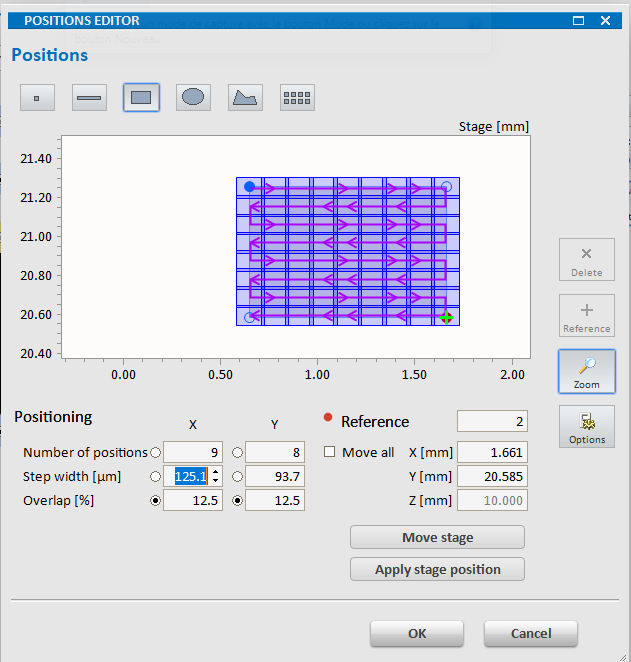 POSITIONS EDITOR
Positions
Stage [mm]
21.40
21.20
21.00
20.80
20.60
20.40
0.00 0.50 1.00 1.50 2.00
Delete
Reference
Zoom
Options
Positioning X Y
Number of positions 9 8
Step width [µm] 125.1 93.7
Overlap [%] 12.5 12.5
Reference 2
Move all X [mm] 1.661
Y [mm] 20.585
Z [mm] 10.000
Move stage
Apply stage position
OK Cancel